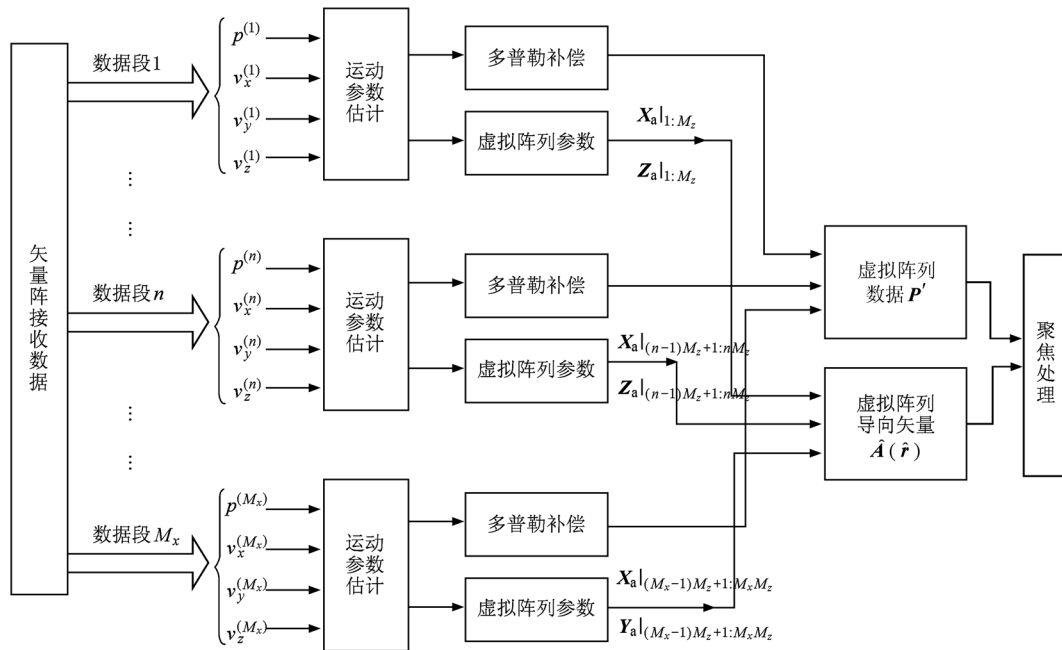 矢量阵接收数据
数据段1
p^{(1)}
v_x^{(1)}
v_y^{(1)}
v_z^{(1)}
运动
参数
估计
多普勒补偿
虚拟阵列参数
X_a|_{1:M_z}
Z_a|_{1:M_z}
⋮
⋮
数据段n
p^{(n)}
v_x^{(n)}
v_y^{(n)}
v_z^{(n)}
运动
参数
估计
多普勒补偿
虚拟阵列参数
X_a|_{(n-1)M_z+1:nM_z}
Z_a|_{(n-1)M_z+1:nM_z}
⋮
⋮
数据段M_x
p^{(M_x)}
v_x^{(M_x)}
v_y^{(M_x)}
v_z^{(M_x)}
运动
参数
估计
多普勒补偿
虚拟阵列参数
X_a|_{(M_x-1)M_z+1:M_xM_z}
Y_a|_{(M_x-1)M_z+1:M_xM_z}
虚拟阵列
数据P′
虚拟阵列
导向矢量
Â(r̂)
聚焦处理